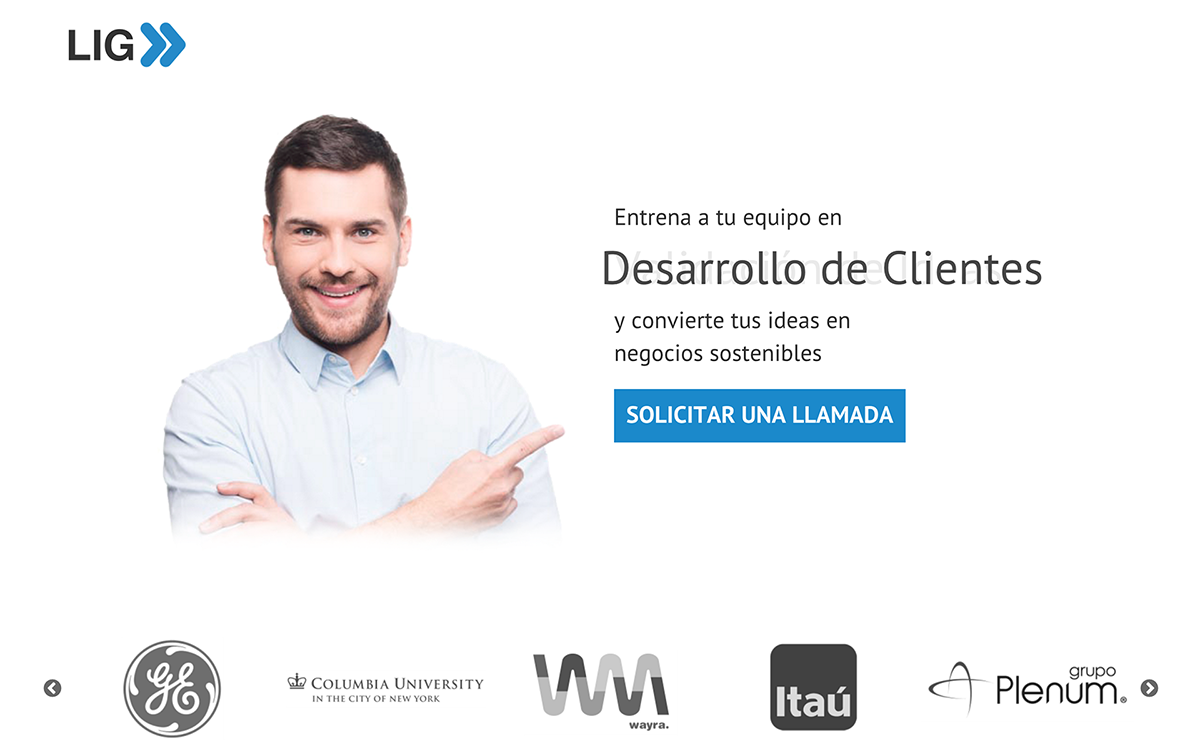 LIG
Entrena a tu equipo en
Desarrollo de Clientes
y convierte tus ideas en
negocios sostenibles
SOLICITAR UNA LLAMADA
GE
COLUMBIA UNIVERSITY
IN THE CITY OF NEW YORK
wayra.
Itaú
grupo
Plenum®